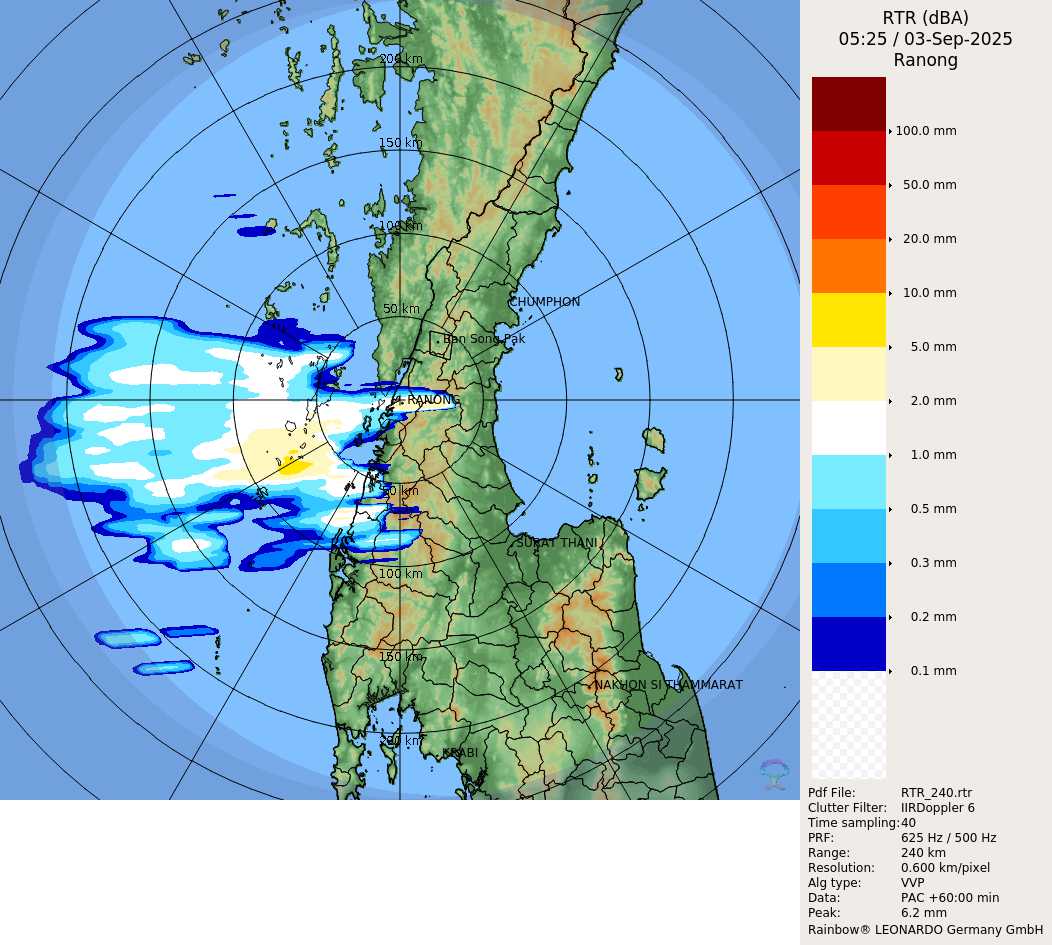 RTR (dBA)
05:25 / 03-Sep-2025
Ranong
200 km
150 km
100 km
50 km
CHUMPHON
Ban Song Pak
RANONG
50 km
SURAT THANI
100 km
150 km
NAKHON SI THAMMARAT
200 km
KRABI
100.0 mm
50.0 mm
20.0 mm
10.0 mm
5.0 mm
2.0 mm
1.0 mm
0.5 mm
0.3 mm
0.2 mm
0.1 mm
Pdf File: RTR_240.rtr
Clutter Filter: IIRDoppler 6
Time sampling: 40
PRF: 625 Hz / 500 Hz
Range: 240 km
Resolution: 0.600 km/pixel
Alg type: VVP
Data: PAC +60:00 min
Peak: 6.2 mm
Rainbow® LEONARDO Germany GmbH